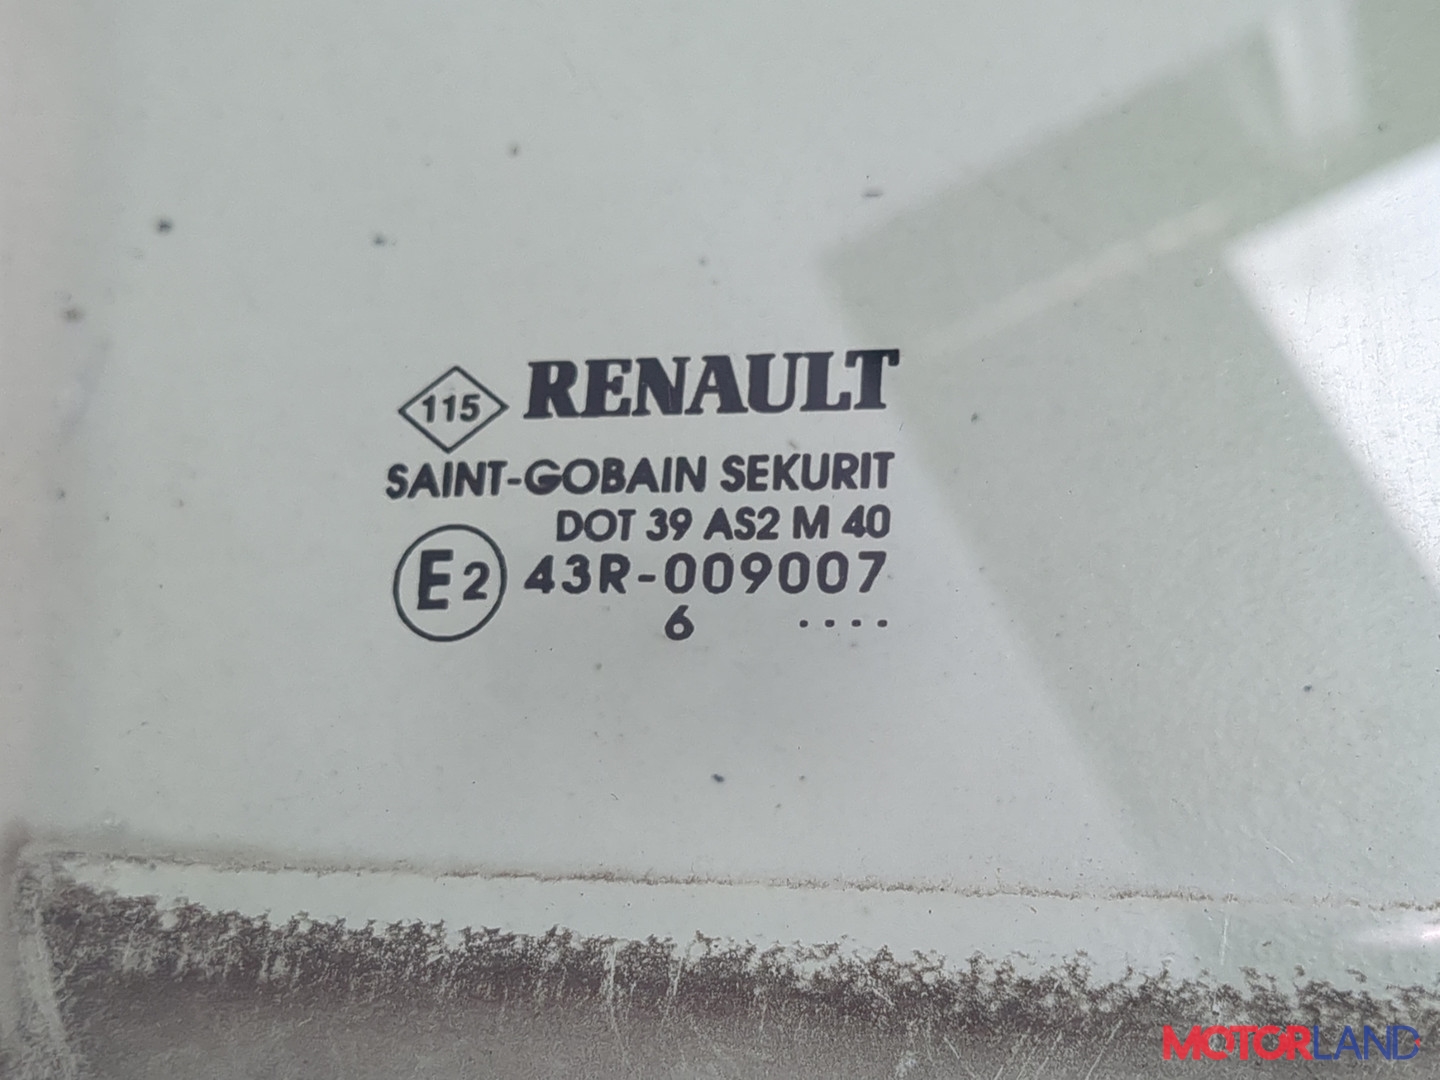 115 RENAULT
SAINT-GOBAIN SEKURIT
DOT 39 AS2 M 40
E2 43R-009007
6 ....
MOTORLAND